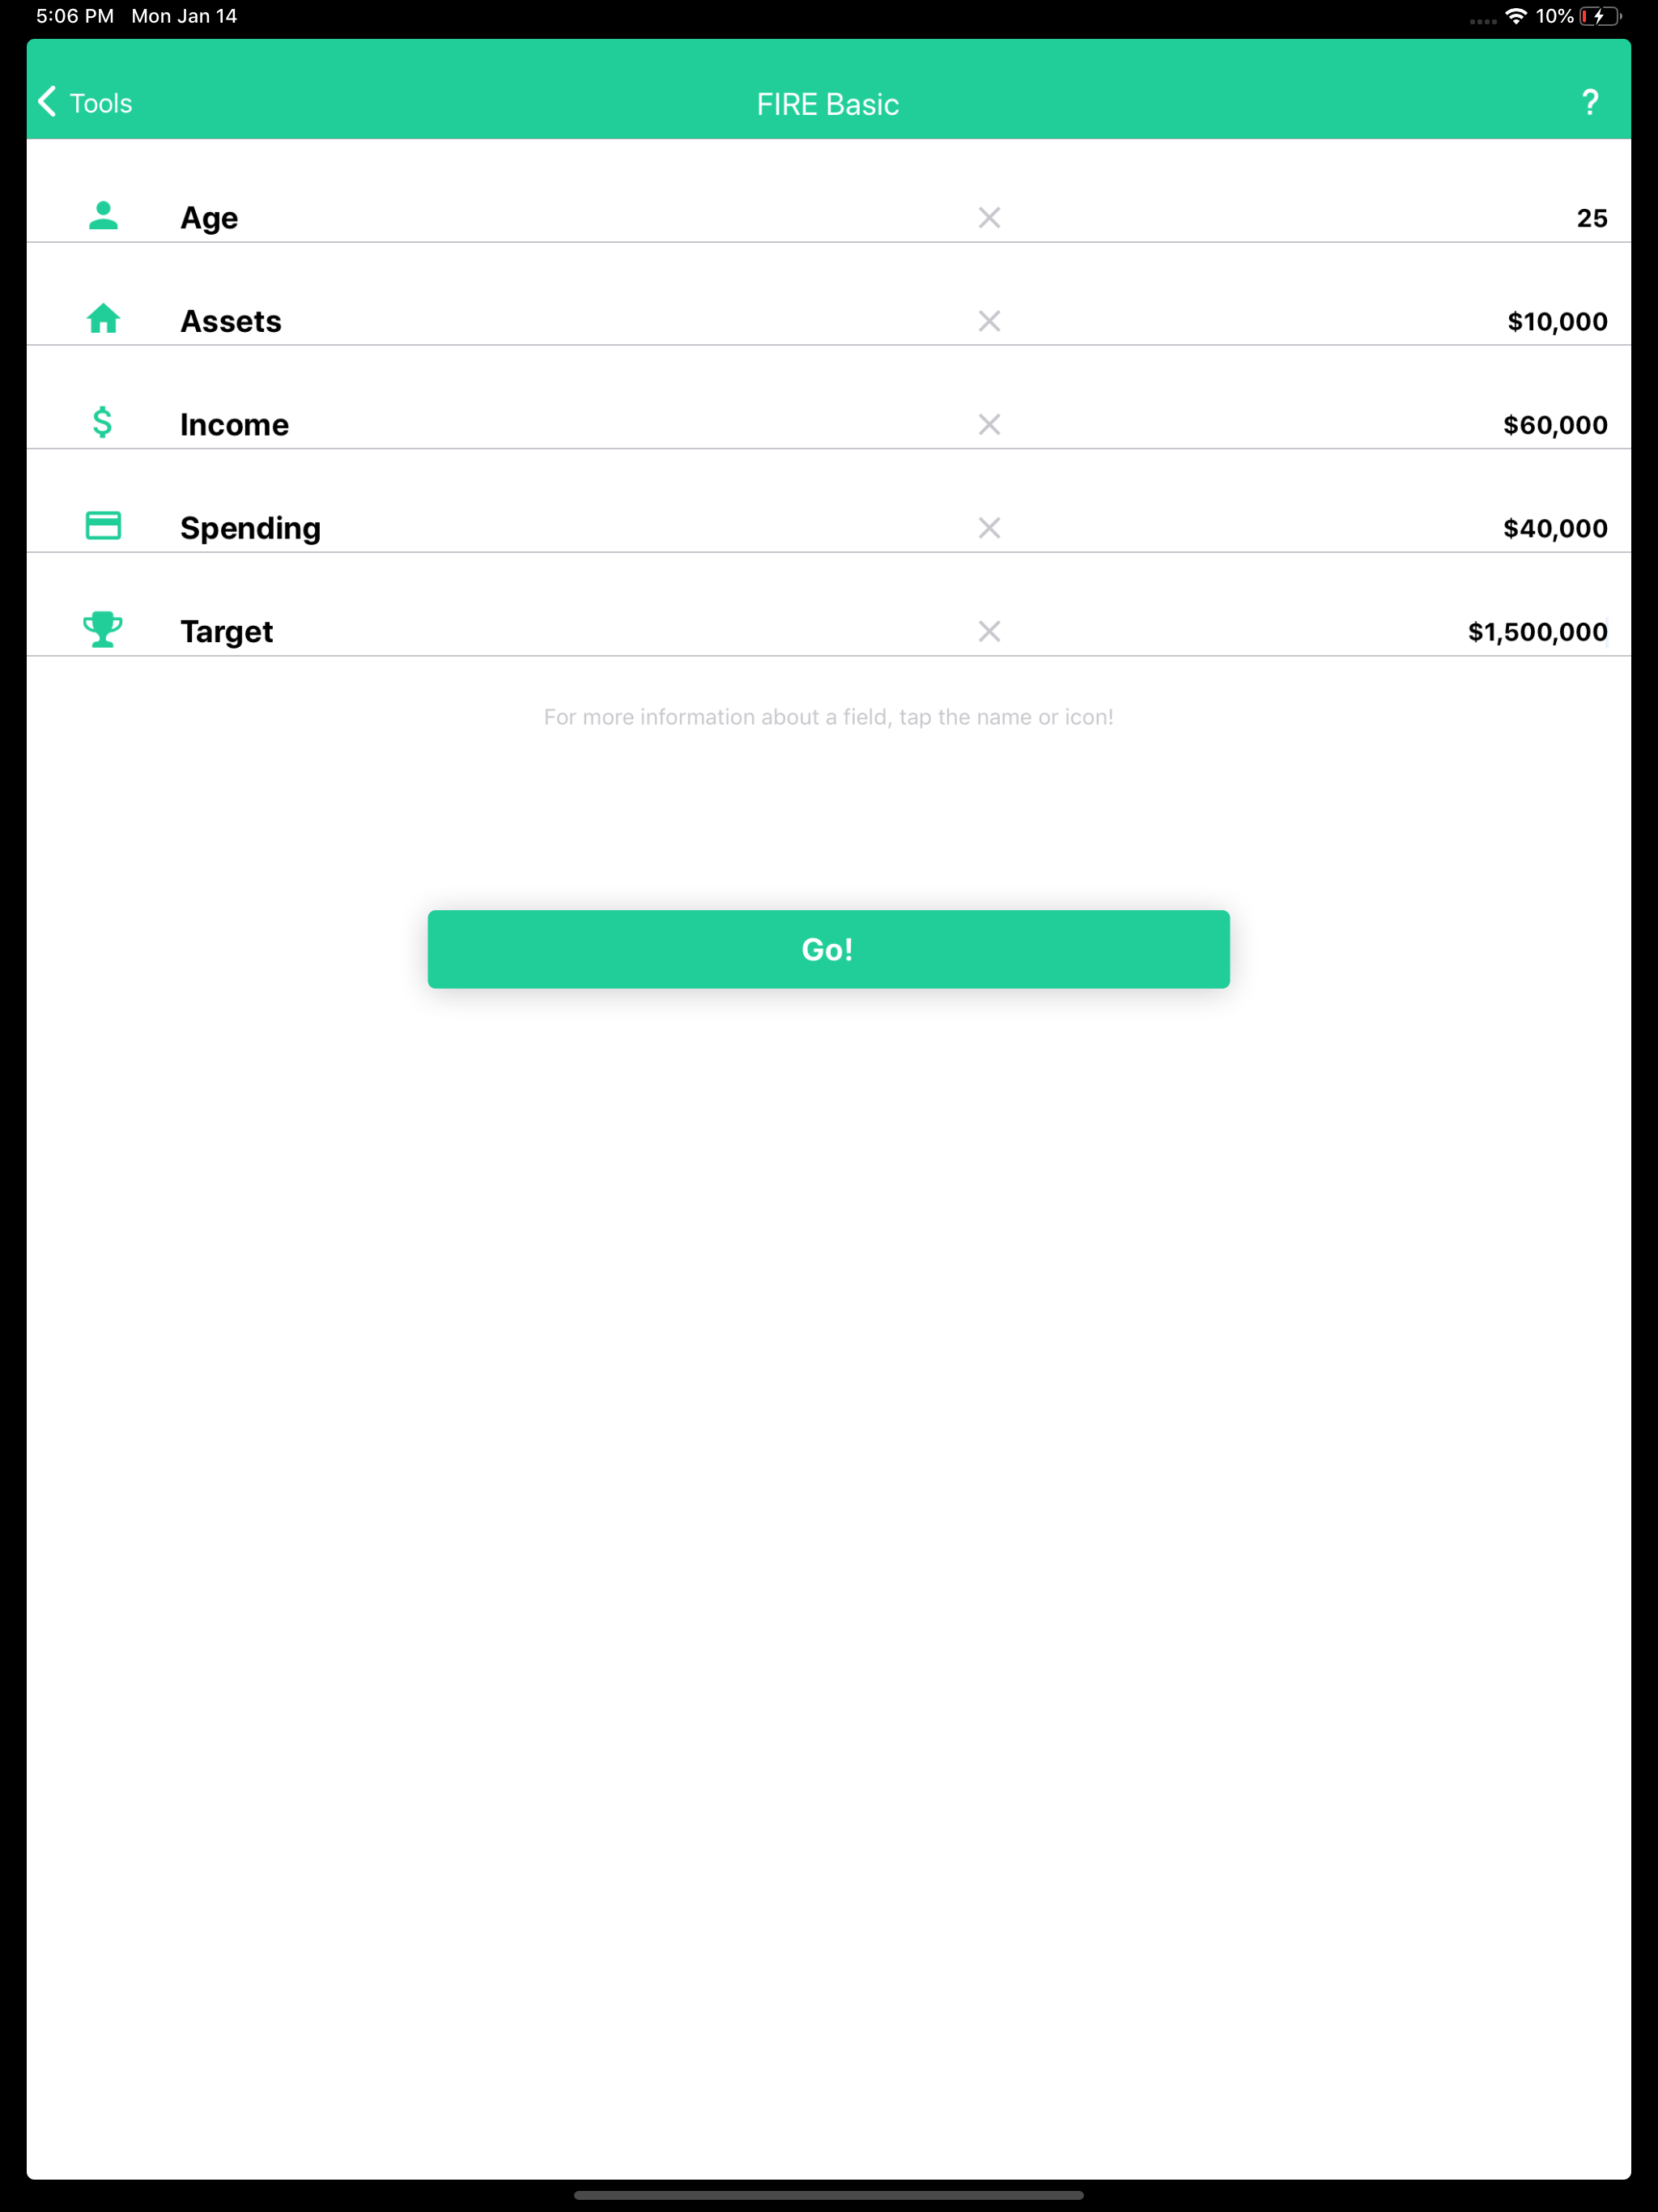 5:06 PM Mon Jan 14 10%
Tools FIRE Basic ?
Age 25
Assets $10,000
$ Income $60,000
Spending $40,000
Target $1,500,000
For more information about a field, tap the name or icon!
Go!